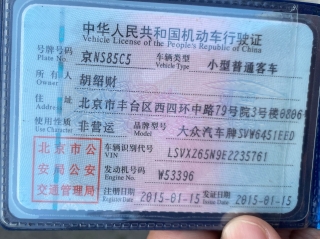 中华人民共和国机动车行驶证
Vehicle License of the People's Republic of China
号牌号码 京NS85C5 车辆类型 小型普通客车
Plate No. Vehicle Type
所有人 胡绍财
Owner
住址 北京市丰台区西四环中路79号院3号楼0806
Address
使用性质 非营运 品牌型号 大众汽车牌SVW6451EED
Use Character Model
北京市公安局公安交通管理局
车辆识别代号 LSVXZ65N9E2235761
VIN
发动机号码 W53396
Engine No.
注册日期 2015-01-15 发证日期 2015-01-15
Register Date Issue Date